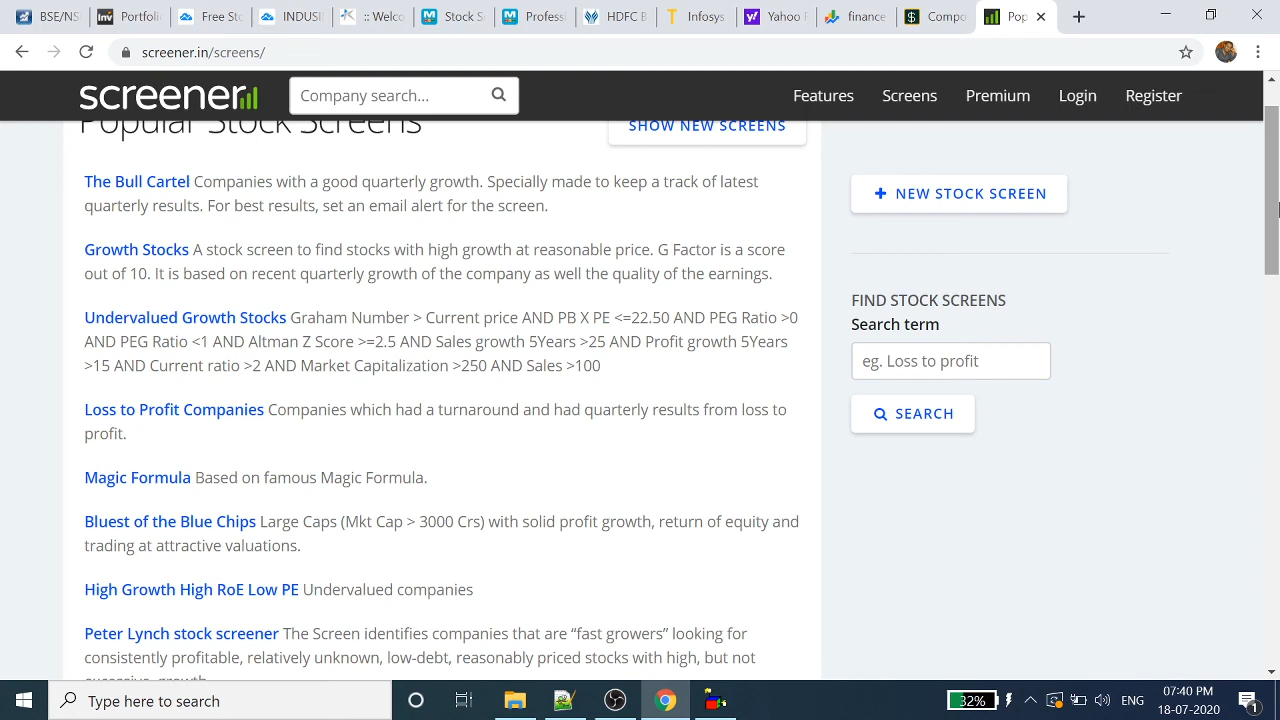 BSE/NS
Portfoli
Free Sto
INDUSI
:: Welco
Stock S
Profess
HDFC B
Infosys
Yahoo
finance
Compo
Pop
screener.in/screens/
screener
Company search...
Features
Screens
Premium
Login
Register
Popular Stock Screens
SHOW NEW SCREENS
The Bull Cartel Companies with a good quarterly growth. Specially made to keep a track of latest
quarterly results. For best results, set an email alert for the screen.
Growth Stocks A stock screen to find stocks with high growth at reasonable price. G Factor is a score
out of 10. It is based on recent quarterly growth of the company as well the quality of the earnings.
Undervalued Growth Stocks Graham Number > Current price AND PB X PE <=22.50 AND PEG Ratio >0
AND PEG Ratio <1 AND Altman Z Score >=2.5 AND Sales growth 5Years >25 AND Profit growth 5Years
>15 AND Current ratio >2 AND Market Capitalization >250 AND Sales >100
Loss to Profit Companies Companies which had a turnaround and had quarterly results from loss to
profit.
Magic Formula Based on famous Magic Formula.
Bluest of the Blue Chips Large Caps (Mkt Cap > 3000 Crs) with solid profit growth, return of equity and
trading at attractive valuations.
High Growth High RoE Low PE Undervalued companies
Peter Lynch stock screener The Screen identifies companies that are “fast growers” looking for
consistently profitable, relatively unknown, low-debt, reasonably priced stocks with high, but not
excessive, growth.
+ NEW STOCK SCREEN
FIND STOCK SCREENS
Search term
eg. Loss to profit
SEARCH
Type here to search
32%
ENG
07:40 PM
18-07-2020
1